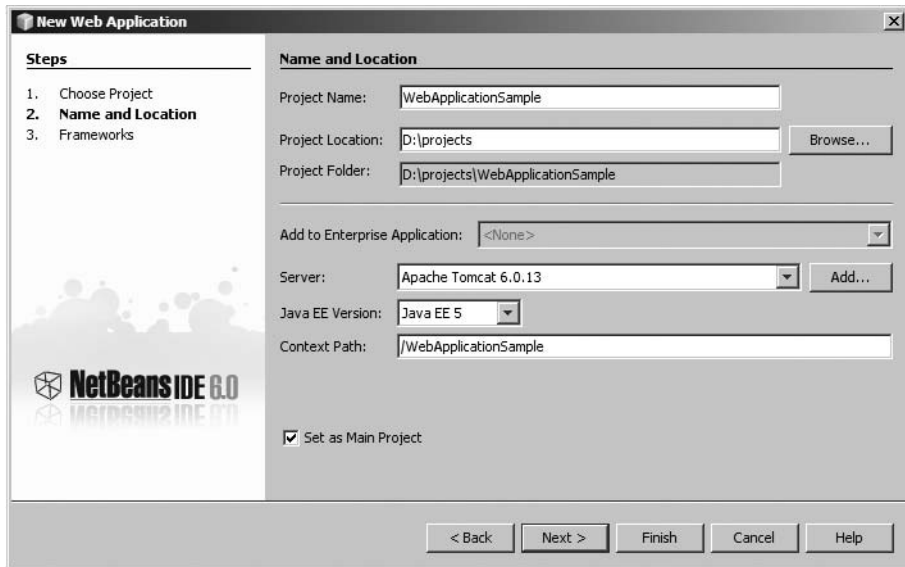 New Web Application
Steps
1. Choose Project
2. Name and Location
3. Frameworks
NetBeans IDE 6.0
Name and Location
Project Name: WebApplicationSample
Project Location: D:\projects Browse...
Project Folder: D:\projects\WebApplicationSample
Add to Enterprise Application: <None>
Server: Apache Tomcat 6.0.13 Add...
Java EE Version: Java EE 5
Context Path: /WebApplicationSample
Set as Main Project
< Back Next > Finish Cancel Help